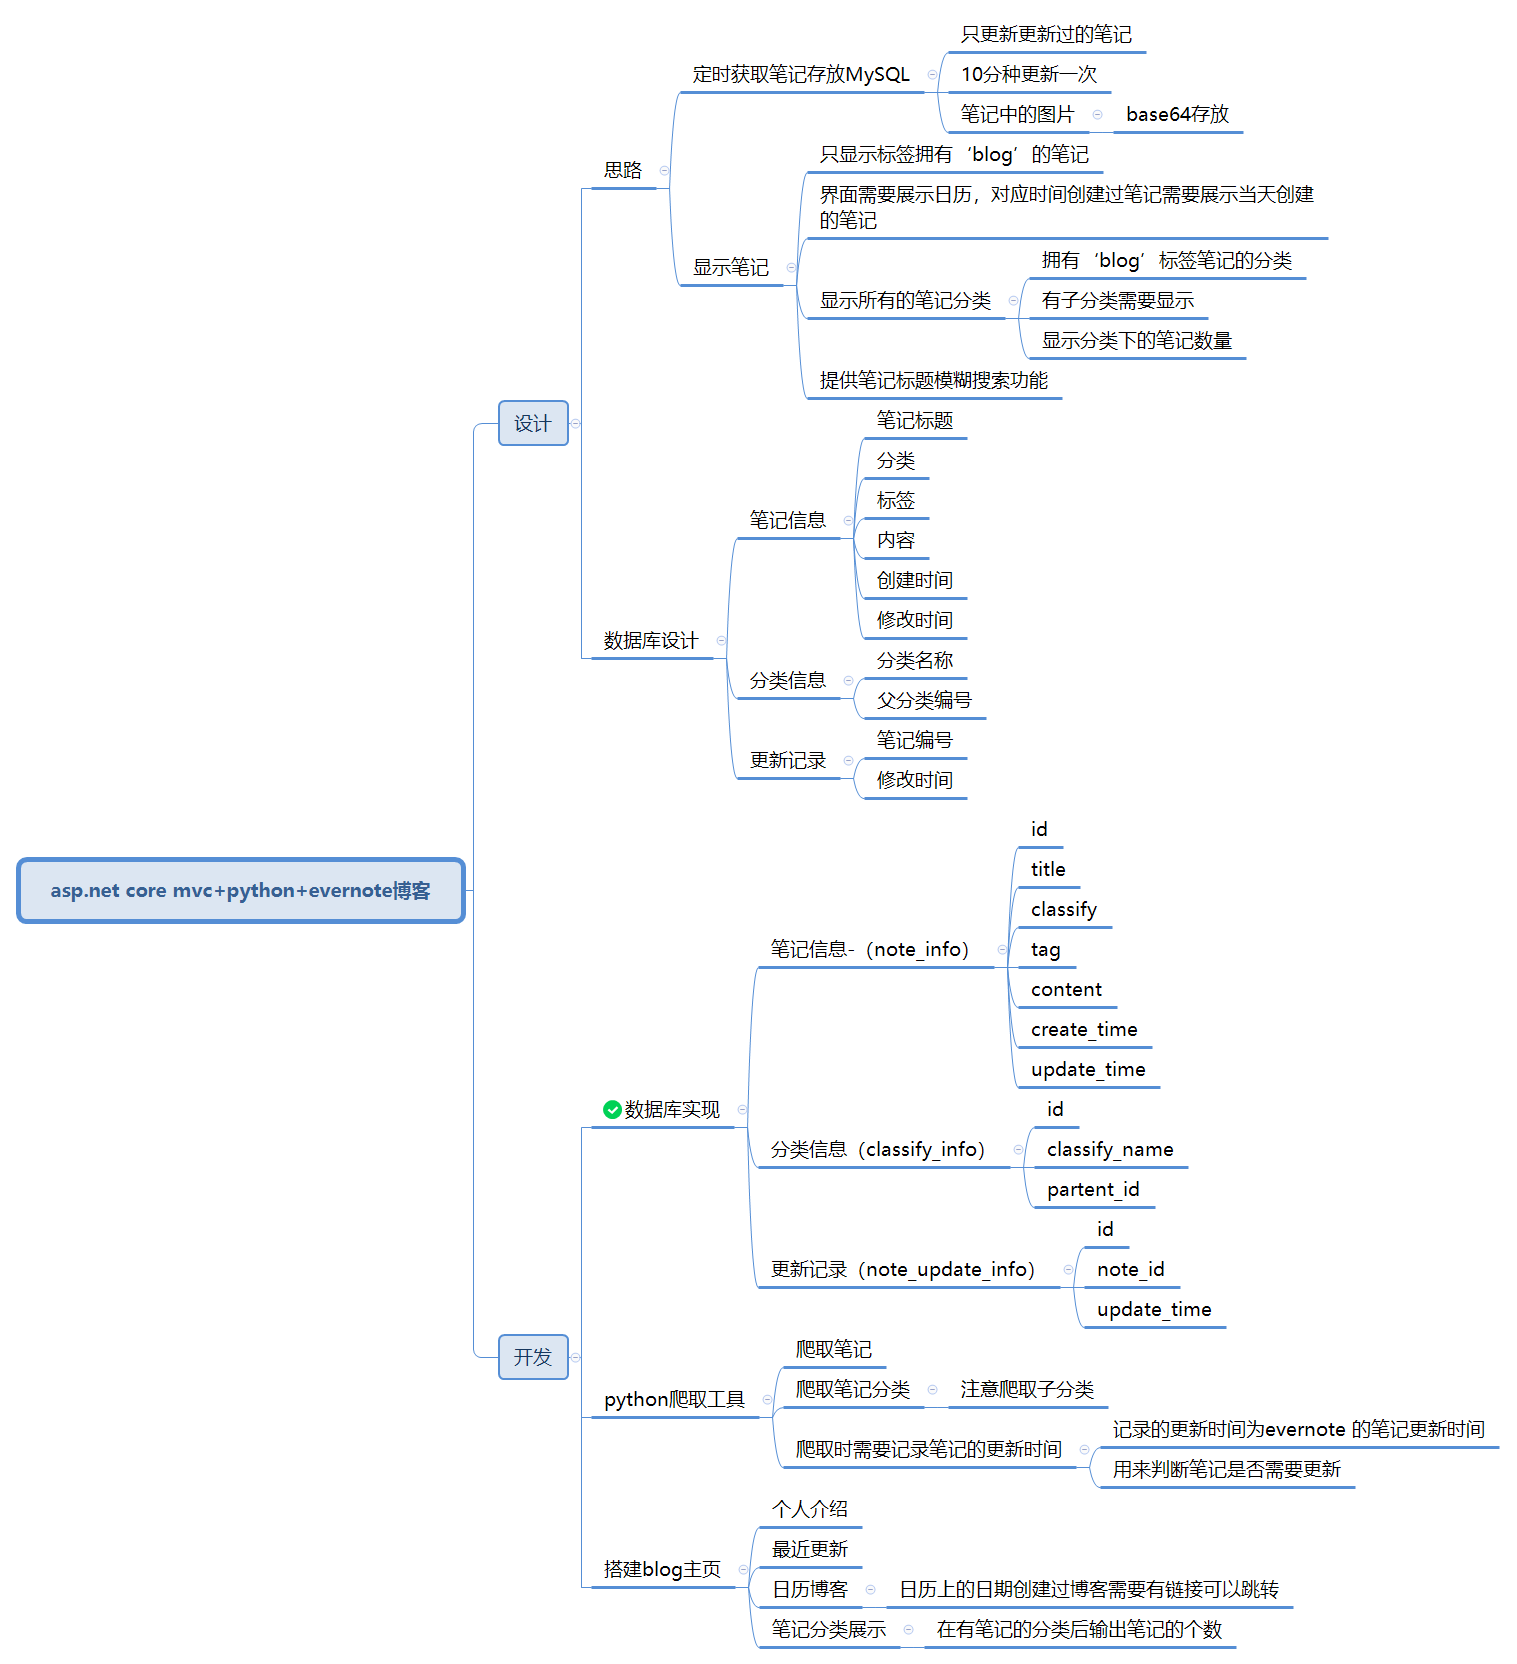 asp.net core mvc+python+evernote博客
设计
思路
定时获取笔记存放MySQL
只更新更新过的笔记
10分种更新一次
笔记中的图片
base64存放
显示笔记
只显示标签拥有‘blog’的笔记
界面需要展示日历，对应时间创建过笔记需要展示当天创建
的笔记
显示所有的笔记分类
拥有‘blog’标签笔记的分类
有子分类需要显示
显示分类下的笔记数量
提供笔记标题模糊搜索功能
数据库设计
笔记信息
笔记标题
分类
标签
内容
创建时间
修改时间
分类信息
分类名称
父分类编号
更新记录
笔记编号
修改时间
开发
数据库实现
笔记信息-（note_info）
id
title
classify
tag
content
create_time
update_time
分类信息（classify_info）
id
classify_name
partent_id
更新记录（note_update_info）
id
note_id
update_time
python爬取工具
爬取笔记
爬取笔记分类
注意爬取子分类
爬取时需要记录笔记的更新时间
记录的更新时间为evernote 的笔记更新时间
用来判断笔记是否需要更新
搭建blog主页
个人介绍
最近更新
日历博客
日历上的日期创建过博客需要有链接可以跳转
笔记分类展示
在有笔记的分类后输出笔记的个数